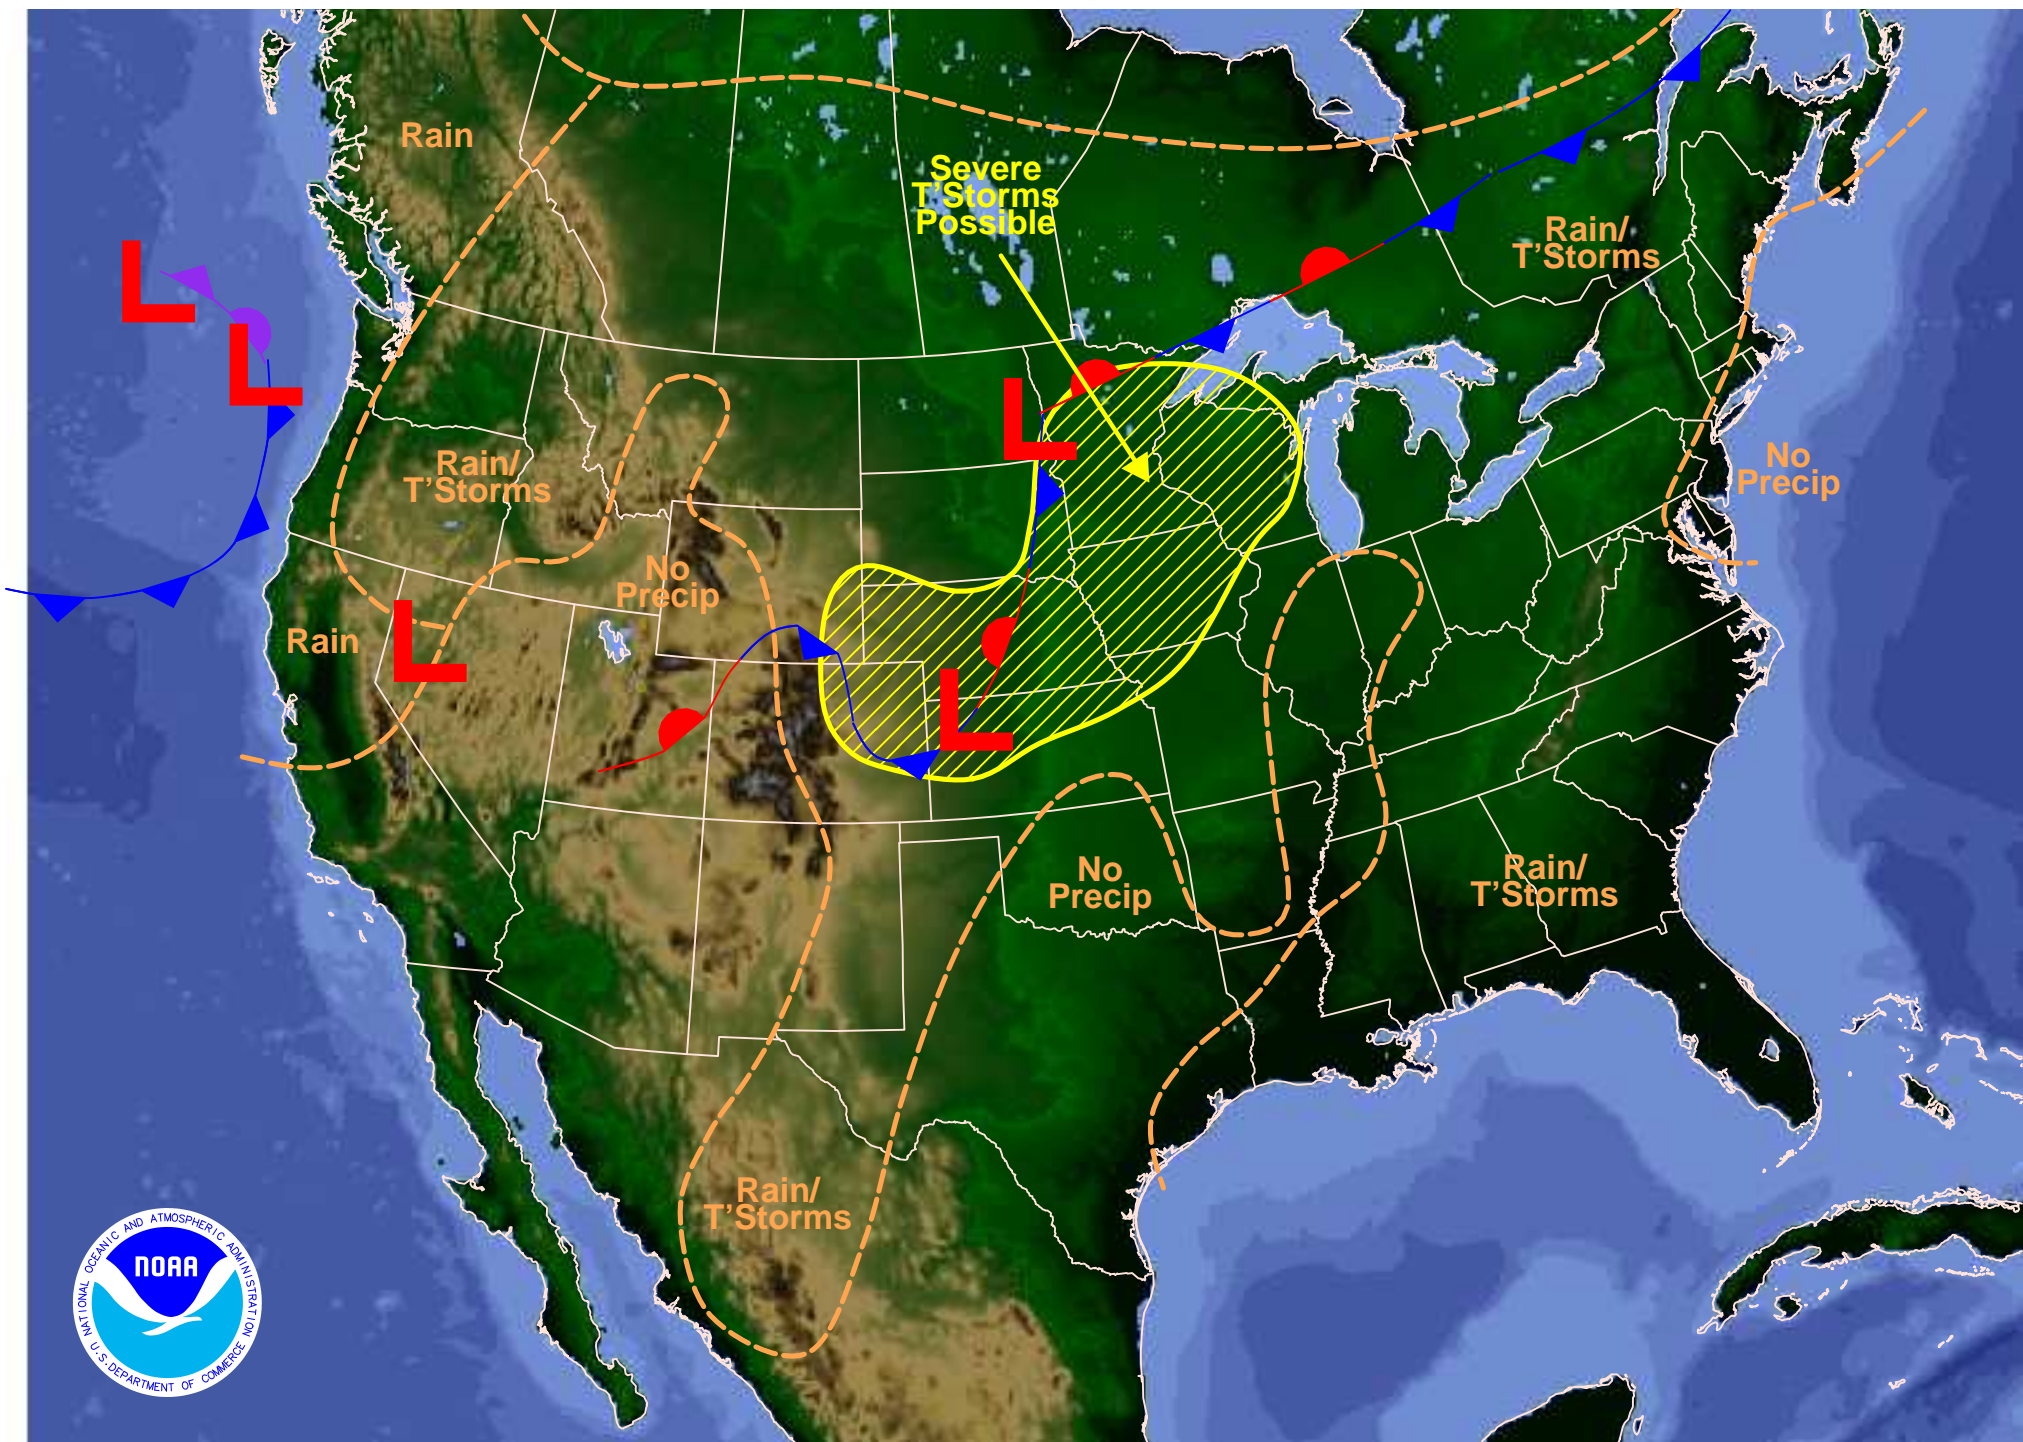 Rain
Severe
T'Storms
Possible
Rain/
T'Storms
L
L
L
Rain/
T'Storms
No
Precip
No
Precip
Rain
L
L
No
Precip
Rain/
T'Storms
Rain/
T'Storms
NATIONAL OCEANIC AND ATMOSPHERIC ADMINISTRATION
NOAA
U.S. DEPARTMENT OF COMMERCE